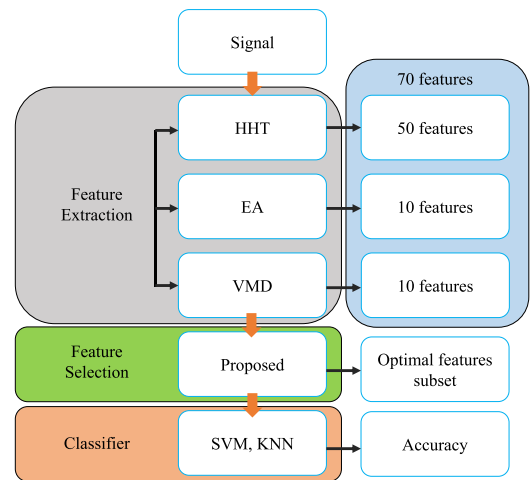 Signal
70 features
HHT
50 features
Feature
Extraction
EA
10 features
VMD
10 features
Feature
Selection
Proposed
Optimal features
subset
Classifier
SVM, KNN
Accuracy